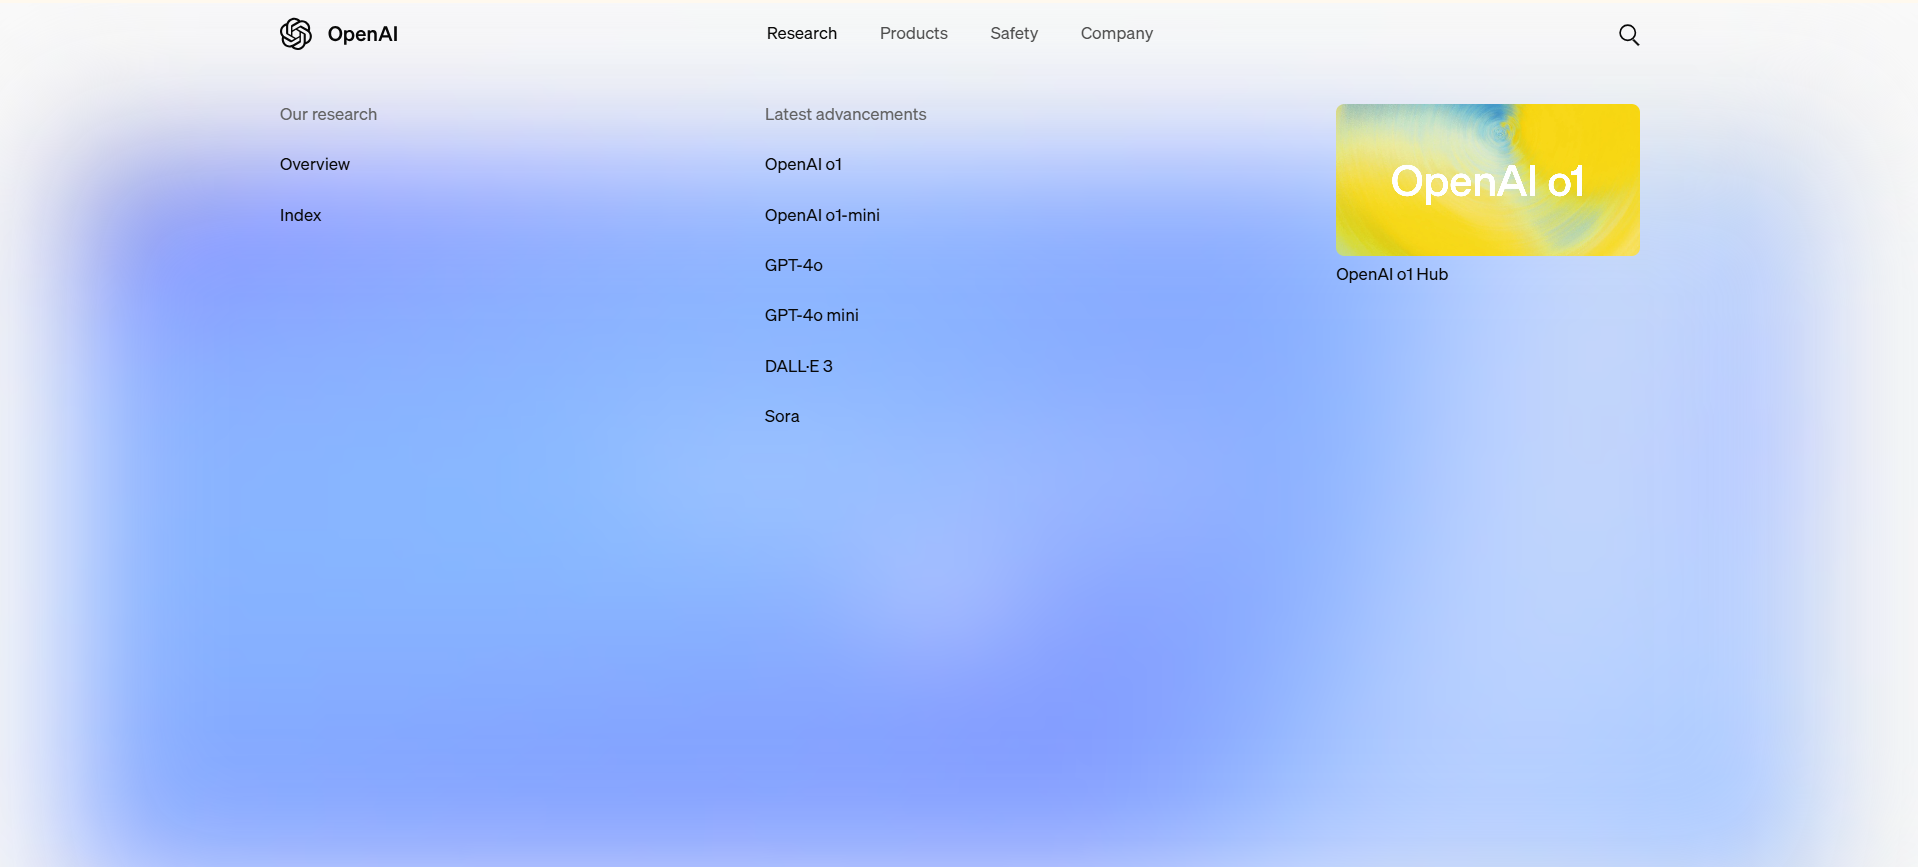 OpenAI
Research Products Safety Company
Our research
Overview
Index
Latest advancements
OpenAI o1
OpenAI o1-mini
GPT-4o
GPT-4o mini
DALL·E 3
Sora
OpenAI o1
OpenAI o1 Hub